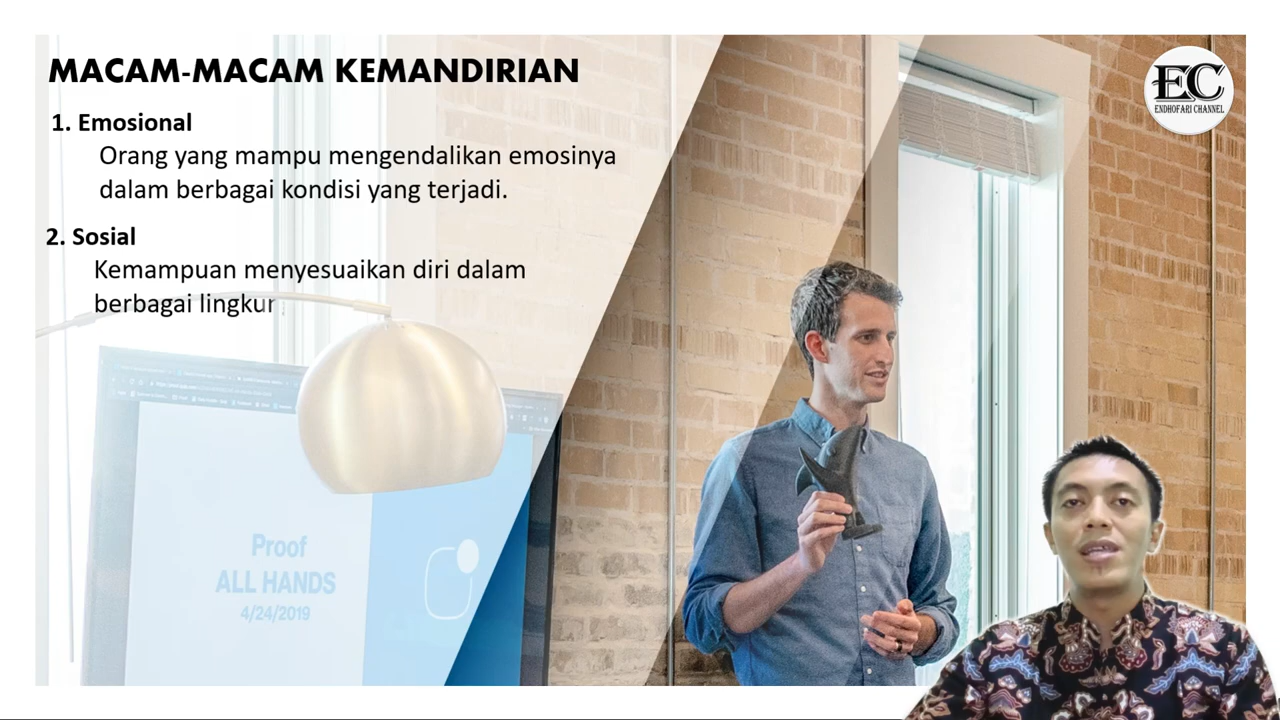 MACAM-MACAM KEMANDIRIAN
1. Emosional
Orang yang mampu mengendalikan emosinya
dalam berbagai kondisi yang terjadi.
2. Sosial
Kemampuan menyesuaikan diri dalam
berbagai lingkur
EC
ENDHOFARI CHANNEL
Proof
ALL HANDS
4/24/2019